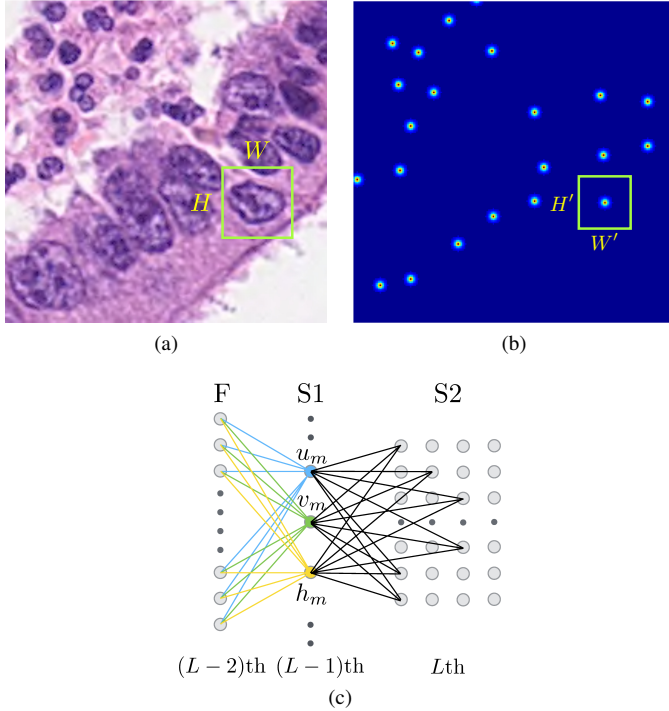 W
H
H′
W′
(a)
(b)
F S1 S2
u_m
v_m
h_m
(L − 2)th (L − 1)th Lth
(c)